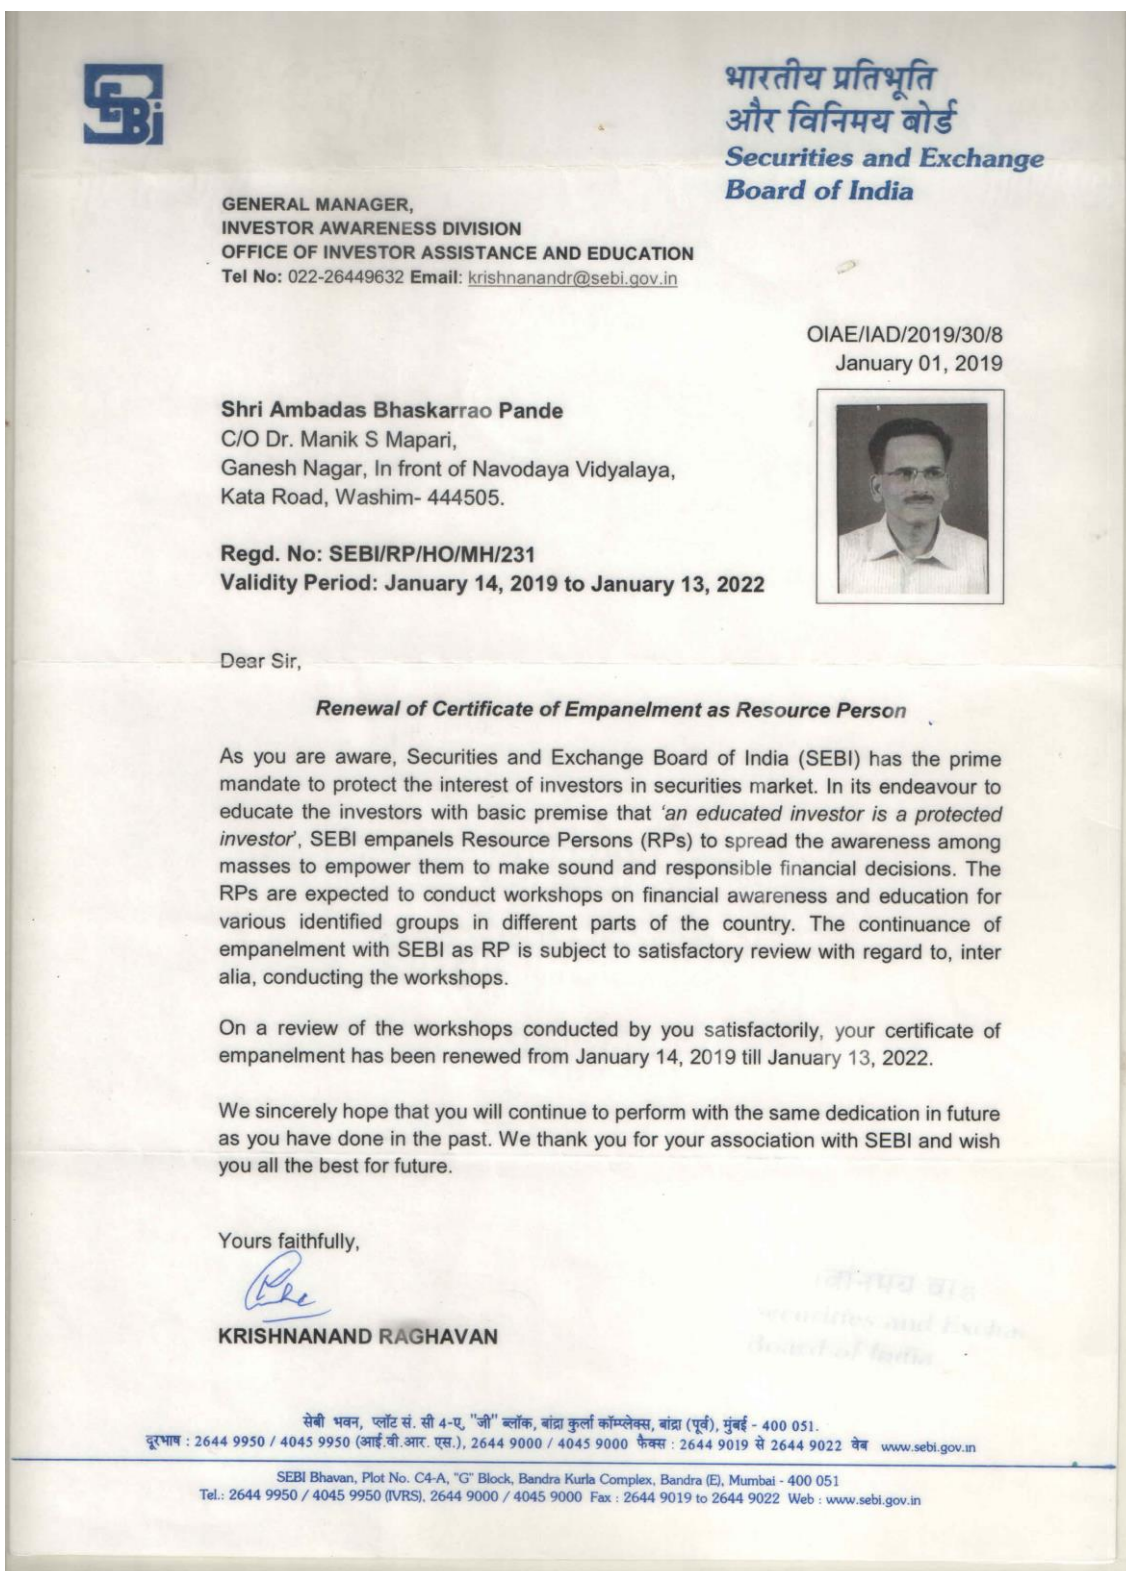 SEBi
भारतीय प्रतिभूति
और विनिमय बोर्ड
Securities and Exchange
Board of India
GENERAL MANAGER,
INVESTOR AWARENESS DIVISION
OFFICE OF INVESTOR ASSISTANCE AND EDUCATION
Tel No: 022-26449632 Email: krishnanandr@sebi.gov.in
OIAE/IAD/2019/30/8
January 01, 2019
Shri Ambadas Bhaskarrao Pande
C/O Dr. Manik S Mapari,
Ganesh Nagar, In front of Navodaya Vidyalaya,
Kata Road, Washim- 444505.
Regd. No: SEBI/RP/HO/MH/231
Validity Period: January 14, 2019 to January 13, 2022
Dear Sir,
Renewal of Certificate of Empanelment as Resource Person
As you are aware, Securities and Exchange Board of India (SEBI) has the prime
mandate to protect the interest of investors in securities market. In its endeavour to
educate the investors with basic premise that 'an educated investor is a protected
investor', SEBI empanels Resource Persons (RPs) to spread the awareness among
masses to empower them to make sound and responsible financial decisions. The
RPs are expected to conduct workshops on financial awareness and education for
various identified groups in different parts of the country. The continuance of
empanelment with SEBI as RP is subject to satisfactory review with regard to, inter
alia, conducting the workshops.
On a review of the workshops conducted by you satisfactorily, your certificate of
empanelment has been renewed from January 14, 2019 till January 13, 2022.
We sincerely hope that you will continue to perform with the same dedication in future
as you have done in the past. We thank you for your association with SEBI and wish
you all the best for future.
Yours faithfully,
KRISHNANAND RAGHAVAN
सेबी भवन, प्लॉट सं. सी 4-ए, "जी" ब्लॉक, बांद्रा कुर्ला कॉम्प्लेक्स, बांद्रा (पूर्व), मुंबई - 400 051.
दूरभाष : 2644 9950 / 4045 9950 (आई.वी.आर. एस.), 2644 9000 / 4045 9000 फैक्स : 2644 9019 से 2644 9022 वेब www.sebi.gov.in
SEBI Bhavan, Plot No. C4-A, "G" Block, Bandra Kurla Complex, Bandra (E), Mumbai - 400 051
Tel.: 2644 9950 / 4045 9950 (IVRS), 2644 9000 / 4045 9000 Fax : 2644 9019 to 2644 9022 Web : www.sebi.gov.in